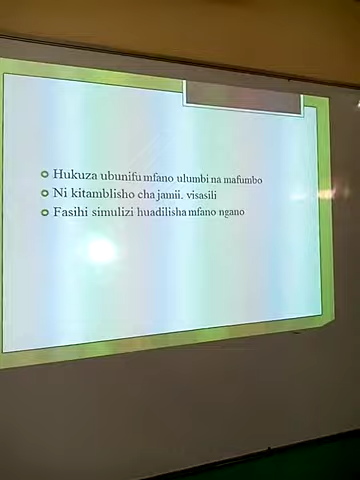 Hukuza ubunifu mfano ulumbi na mafumbo
Ni kitamblisho cha jamii. visasili
Fasihi simulizi huadilisha mfano ngano